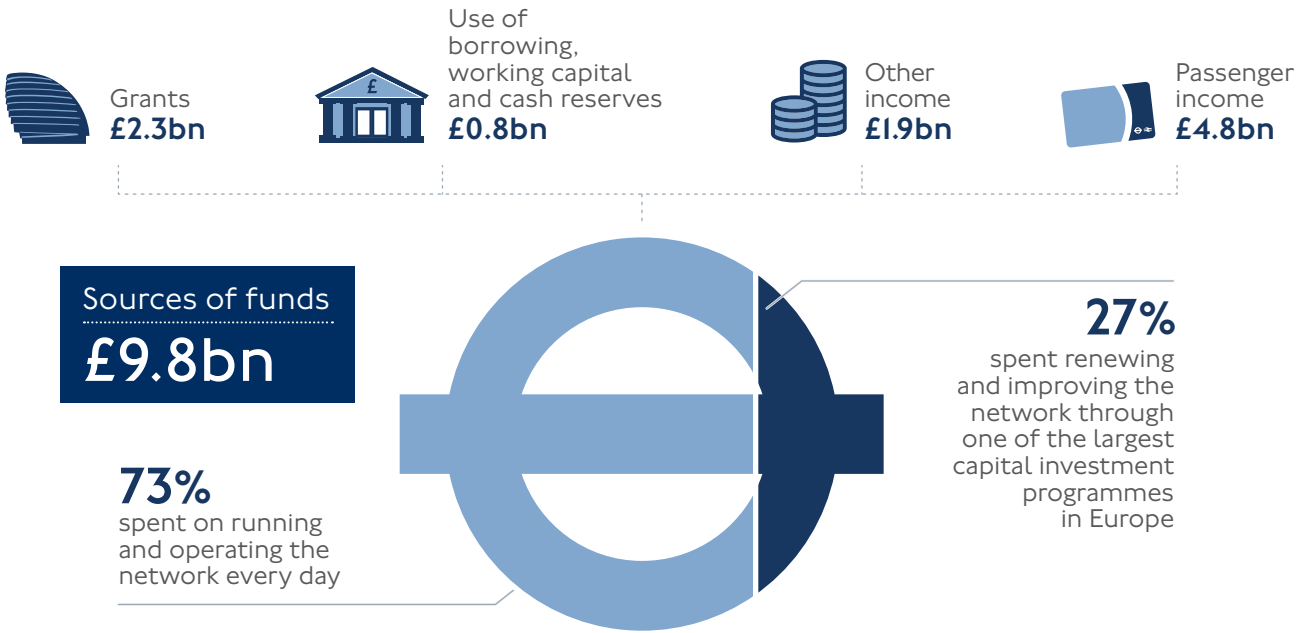 Grants
£2.3bn
£
Use of
borrowing,
working capital
and cash reserves
£0.8bn
Other
income
£1.9bn
Passenger
income
£4.8bn
Sources of funds
£9.8bn
27%
spent renewing
and improving the
network through
one of the largest
capital investment
programmes
in Europe
73%
spent on running
and operating the
network every day